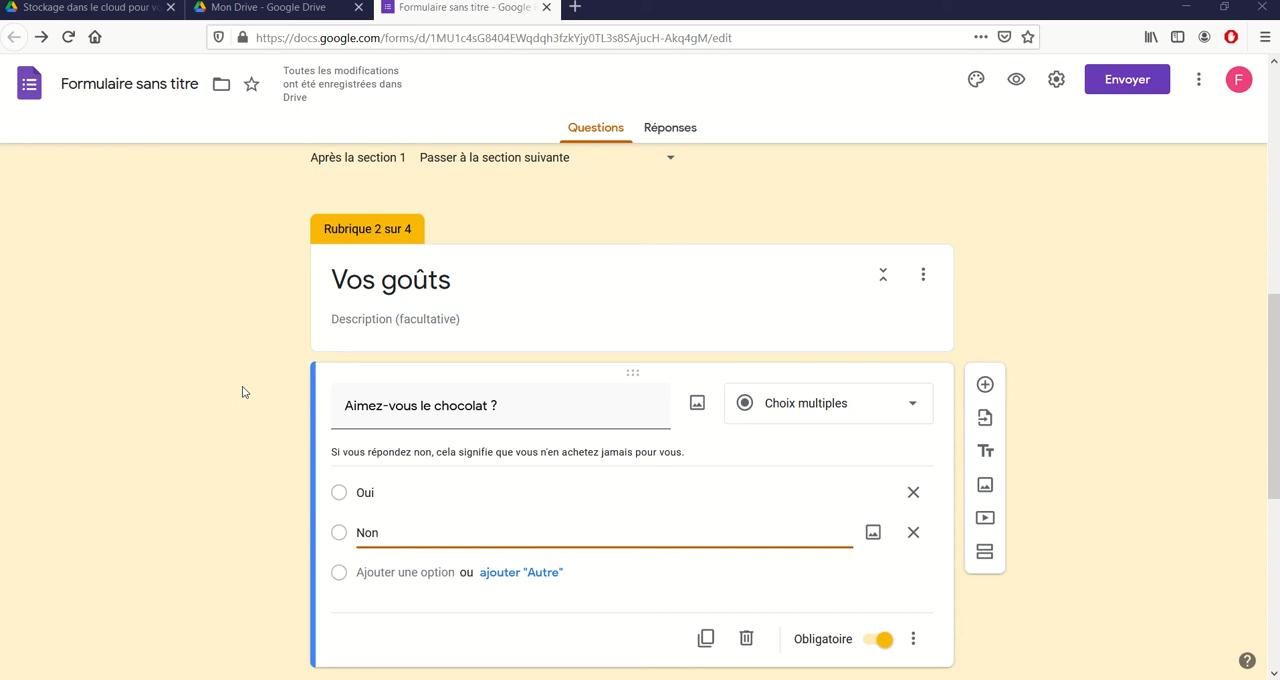 Stockage dans le cloud pour v
Mon Drive - Google Drive
Formulaire sans titre - Google
https://docs.google.com/forms/d/1MU1c4sG8404EWqdqh3fzkYjy0TL3s8SAjucH-Akq4gM/edit
Formulaire sans titre
Toutes les modifications
ont été enregistrées dans
Drive
Envoyer
F
Questions
Réponses
Après la section 1 Passer à la section suivante
Rubrique 2 sur 4
Vos goûts
Description (facultative)
Aimez-vous le chocolat ?
Choix multiples
Si vous répondez non, cela signifie que vous n'en achetez jamais pour vous.
Oui
Non
Ajouter une option ou ajouter "Autre"
Obligatoire
Tт